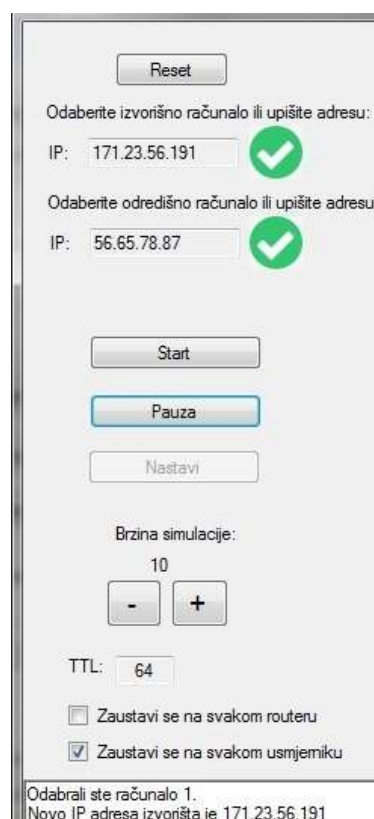 Reset
Odaberite izvorišno računalo ili upišite adresu:
IP: 171.23.56.191
Odaberite odredišno računalo ili upišite adresu
IP: 56.65.78.87
Start
Pauza
Nastavi
Brzina simulacije:
10
- +
TTL: 64
Zaustavi se na svakom routeru
Zaustavi se na svakom usmjerniku
Odabrali ste računalo 1.
Novo IP adresa izvorišta je 171.23.56.191